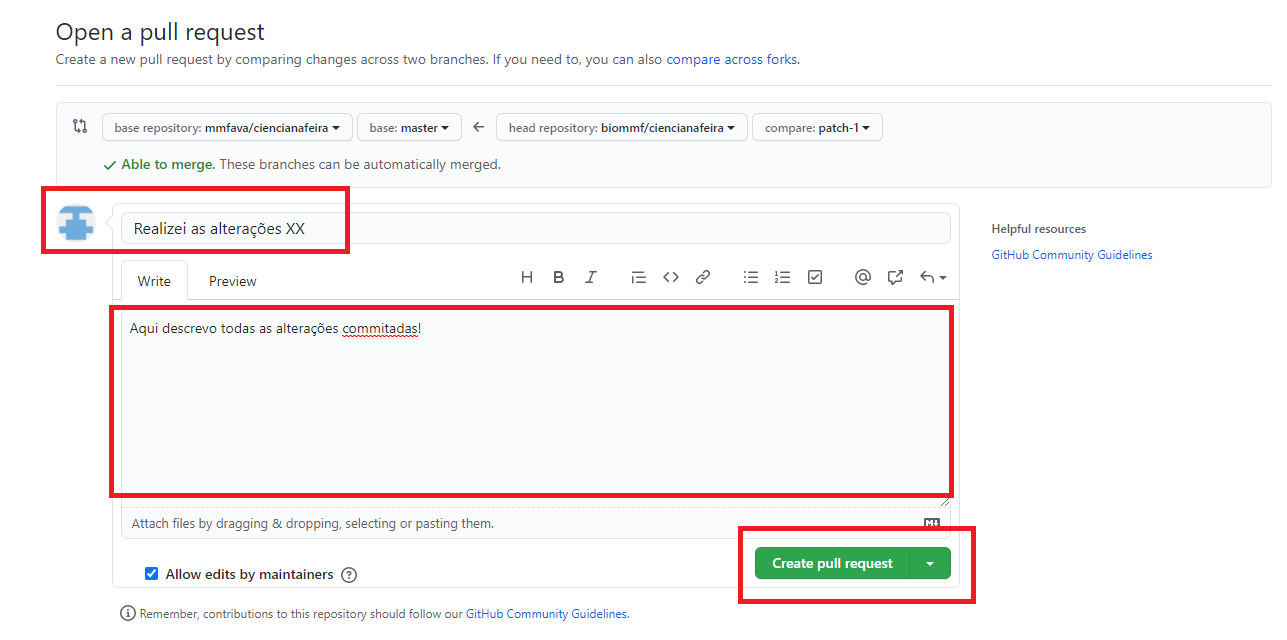 Open a pull request
Create a new pull request by comparing changes across two branches. If you need to, you can also compare across forks.
base repository: mmfava/ciencianafeira base: master head repository: biommf/ciencianafeira compare: patch-1
Able to merge. These branches can be automatically merged.
Realizei as alterações XX
Helpful resources
GitHub Community Guidelines
Write Preview
Aqui descrevo todas as alterações commitadas!
Attach files by dragging & dropping, selecting or pasting them.
Create pull request
Allow edits by maintainers
Remember, contributions to this repository should follow our GitHub Community Guidelines.